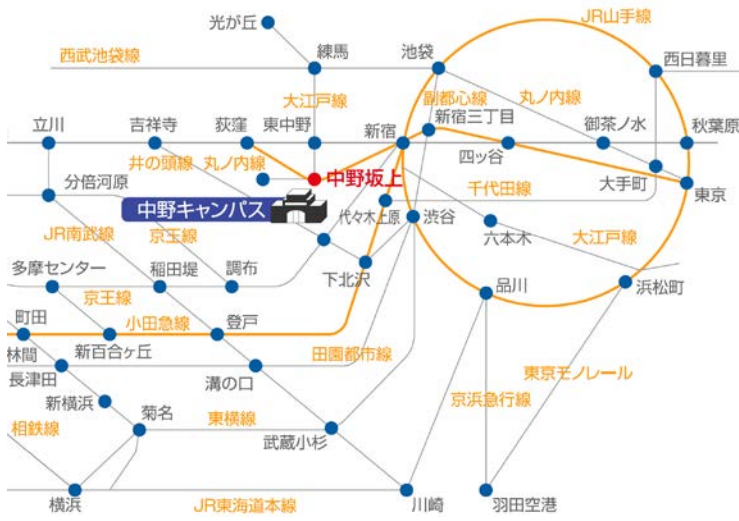 光が丘
西武池袋線
練馬
池袋
JR山手線
西日暮里
大江戸線
副都心線
丸ノ内線
立川
吉祥寺
荻窪
東中野
新宿
新宿三丁目
御茶ノ水
秋葉原
井の頭線
丸ノ内線
四ッ谷
分倍河原
中野坂上
千代田線
大手町
東京
中野キャンパス
代々木上原
渋谷
六本木
大江戸線
JR南武線
京王線
多摩センター
稲田堤
調布
下北沢
品川
浜松町
京王線
町田
小田急線
登戸
林間
新百合ヶ丘
田園都市線
長津田
溝の口
東京モノレール
新横浜
菊名
東横線
京浜急行線
相鉄線
武蔵小杉
横浜
JR東海道本線
川崎
羽田空港